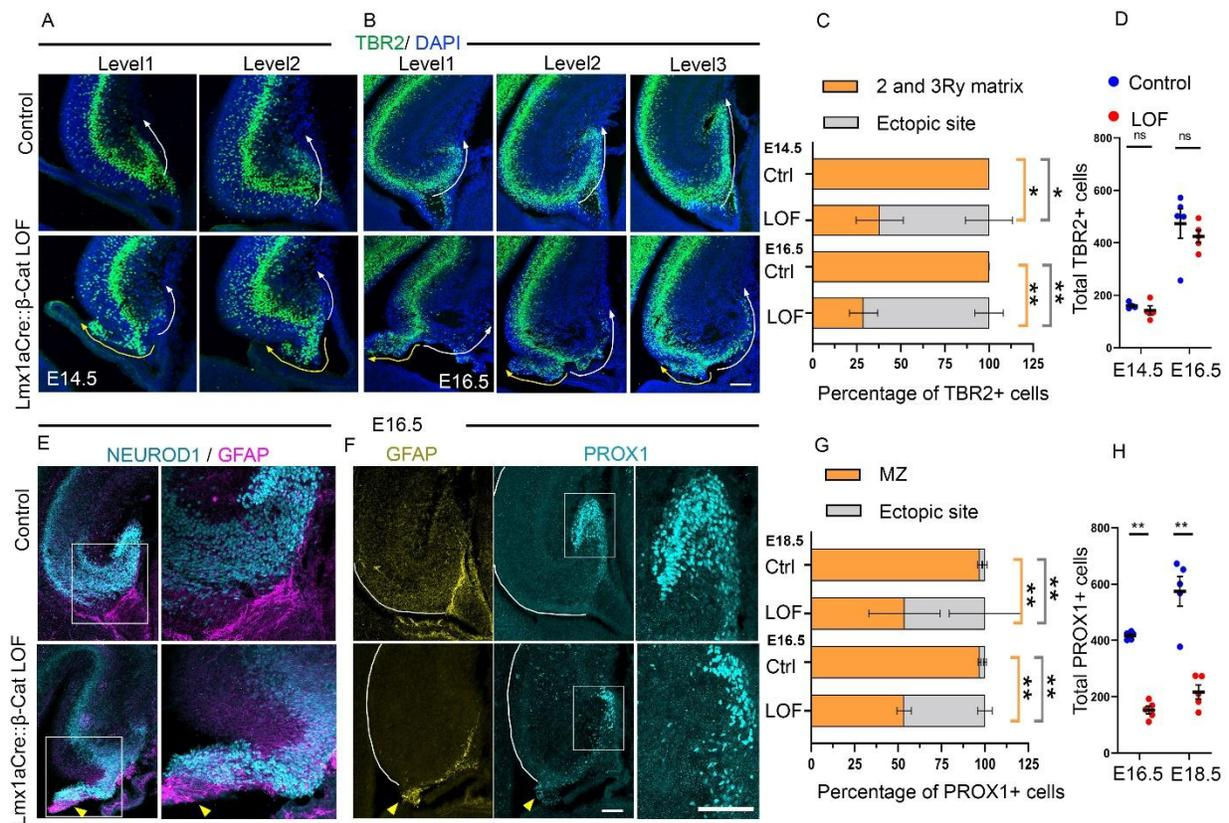 A
B
TBR2/ DAPI
Level1
Level2
Level1
Level2
Level3
Control
Lmx1aCre::β-Cat LOF
E14.5
E16.5
C
2 and 3Ry matrix
Ectopic site
E14.5
Ctrl
LOF
E16.5
Ctrl
LOF
*
*
**
**
0 25 50 75 100 125
Percentage of TBR2+ cells
D
Control
LOF
ns
ns
800
600
400
200
0
Total TBR2+ cells
E14.5 E16.5
E16.5
E
NEUROD1 / GFAP
F
GFAP
PROX1
Control
Lmx1aCre::β-Cat LOF
G
MZ
Ectopic site
E18.5
Ctrl
LOF
E16.5
Ctrl
LOF
**
**
**
**
0 25 50 75 100 125
Percentage of PROX1+ cells
H
**
**
800
600
400
200
0
Total PROX1+ cells
E16.5 E18.5